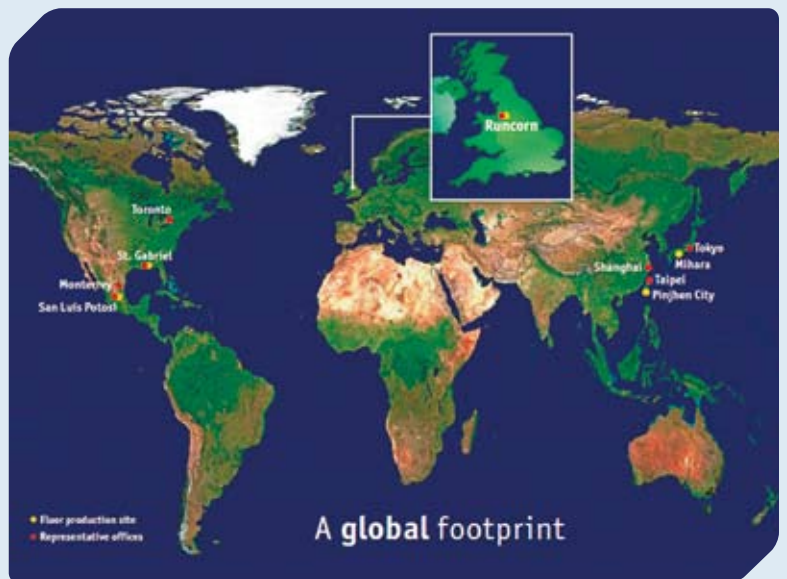 Runcorn
Toronto
St. Gabriel
Monterrey
San Luis Potosí
Tokyo
Mihara
Shanghai
Taipei
Pinjhen City
Fluor production site
Representative offices
A global footprint